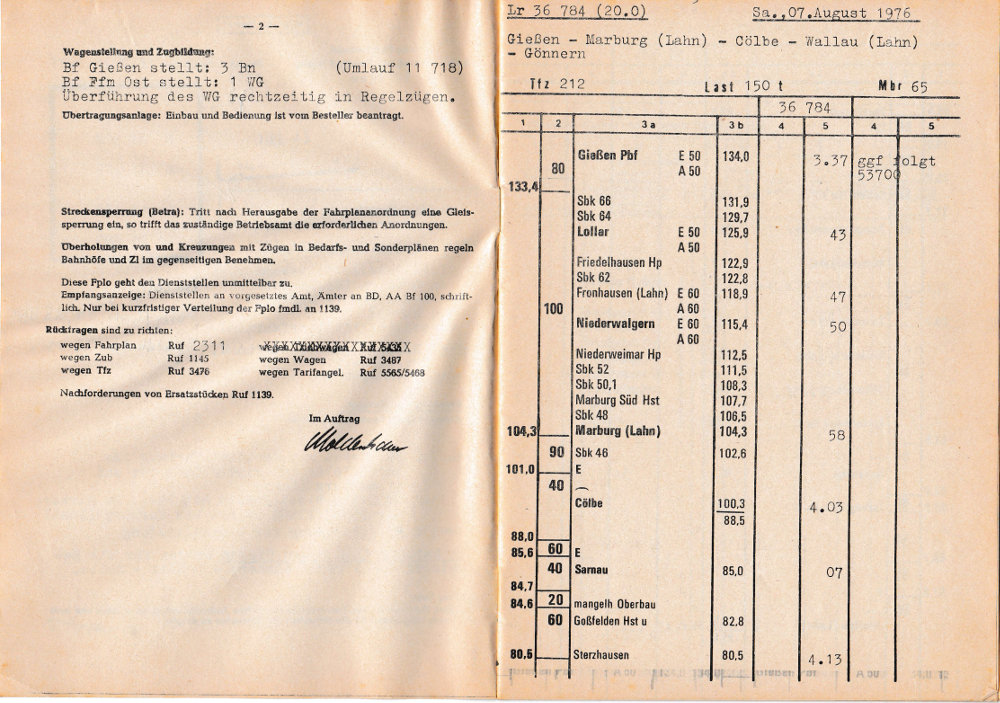 — 2 —
Wagenstellung und Zugbildung:
Bf Gießen stellt: 3 Bn (Umlauf 11 718)
Bf Ffm Ost stellt: 1 WG
Überführung des WG rechtzeitig in Regelzügen.
Übertragungsanlage: Einbau und Bedienung ist vom Besteller beantragt.
Streckensperrung (Betra): Tritt nach Herausgabe der Fahrplananordnung eine Gleis-
sperrung ein, so trifft das zuständige Betriebsamt die erforderlichen Anordnungen.
Überholungen von und Kreuzungen mit Zügen in Bedarfs- und Sonderplänen regeln
Bahnhöfe und Zl im gegenseitigen Benehmen.
Diese Fplo geht den Dienststellen unmittelbar zu.
Empfangsanzeige: Dienststellen an vorgesetztes Amt, Ämter an BD, AA Bf 100, schrift-
lich. Nur bei kurzfristiger Verteilung der Fplo fmdl. an 1139.
Rückfragen sind zu richten:
wegen Fahrplan Ruf 2311
wegen Zub Ruf 1145 wegen Wagen Ruf 3487
wegen Tfz Ruf 3476 wegen Tarifangel. Ruf 5565/5468
Nachforderungen von Ersatzstücken Ruf 1139.
Im Auftrag
Lr 36 784 (20.0) Sa.,07.August 1976
Gießen - Marburg (Lahn) - Cölbe - Wallau (Lahn)
- Gönnern
Tfz 212 Last 150 t Mbr 65
36 784
1 2 3a 3b 4 5 4 5
80 Gießen Pbf E 50 134,0 3.37 ggf folgt
A 50 53700
133,4
Sbk 66 131,9
Sbk 64 129,7
Lollar E 50 125,9 43
A 50
Friedelhausen Hp 122,9
Sbk 62 122,8
100 Fronhausen (Lahn) E 60 118,9 47
A 60
Niederwalgern E 60 115,4 50
A 60
Niederweimar Hp 112,5
Sbk 52 111,5
Sbk 50,1 108,3
Marburg Süd Hst 107,7
Sbk 48 106,5
104,3 Marburg (Lahn) 104,3 58
90 Sbk 46 102,6
101,0 E
40
Cölbe 100,3 4.03
88,5
88,0
85,6 60 E
40 Sarnau 85,0 07
84,7
84,6 20 mangelh Oberbau
60 Goßfelden Hst u 82,8
80,5 Sterzhausen 80,5 4.13